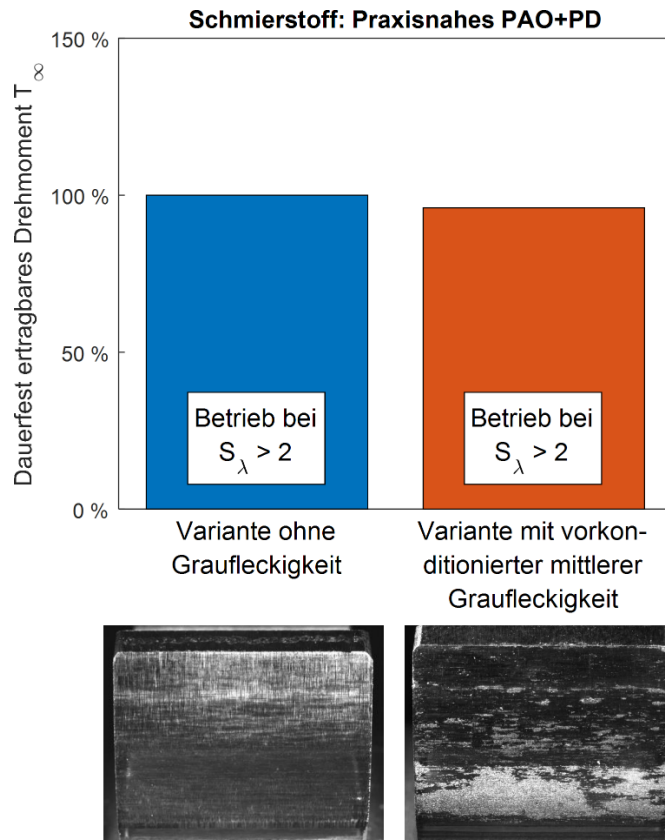 Schmierstoff: Praxisnahes PAO+PD
Dauerfest ertragbares Drehmoment T∞
150 %
100 %
50 %
0 %
Betrieb bei
Sλ > 2
Betrieb bei
Sλ > 2
Variante ohne
Graufleckigkeit
Variante mit vorkon-
ditionierter mittlerer
Graufleckigkeit